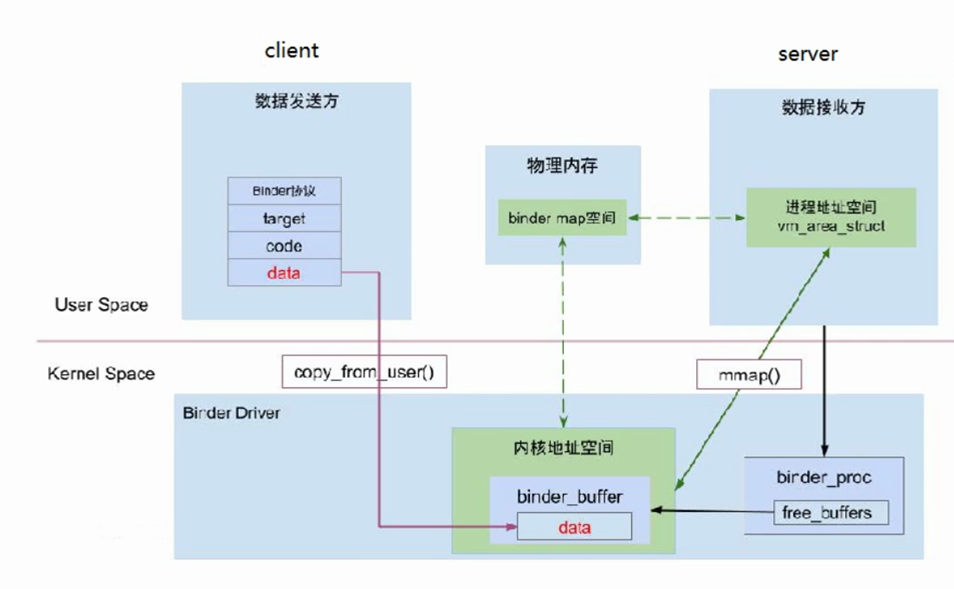 client
server
数据发送方
数据接收方
物理内存
Binder协议
target
code
data
binder map空间
进程地址空间
vm_area_struct
User Space
Kernel Space
copy_from_user()
mmap()
Binder Driver
内核地址空间
binder_buffer
data
binder_proc
free_buffers